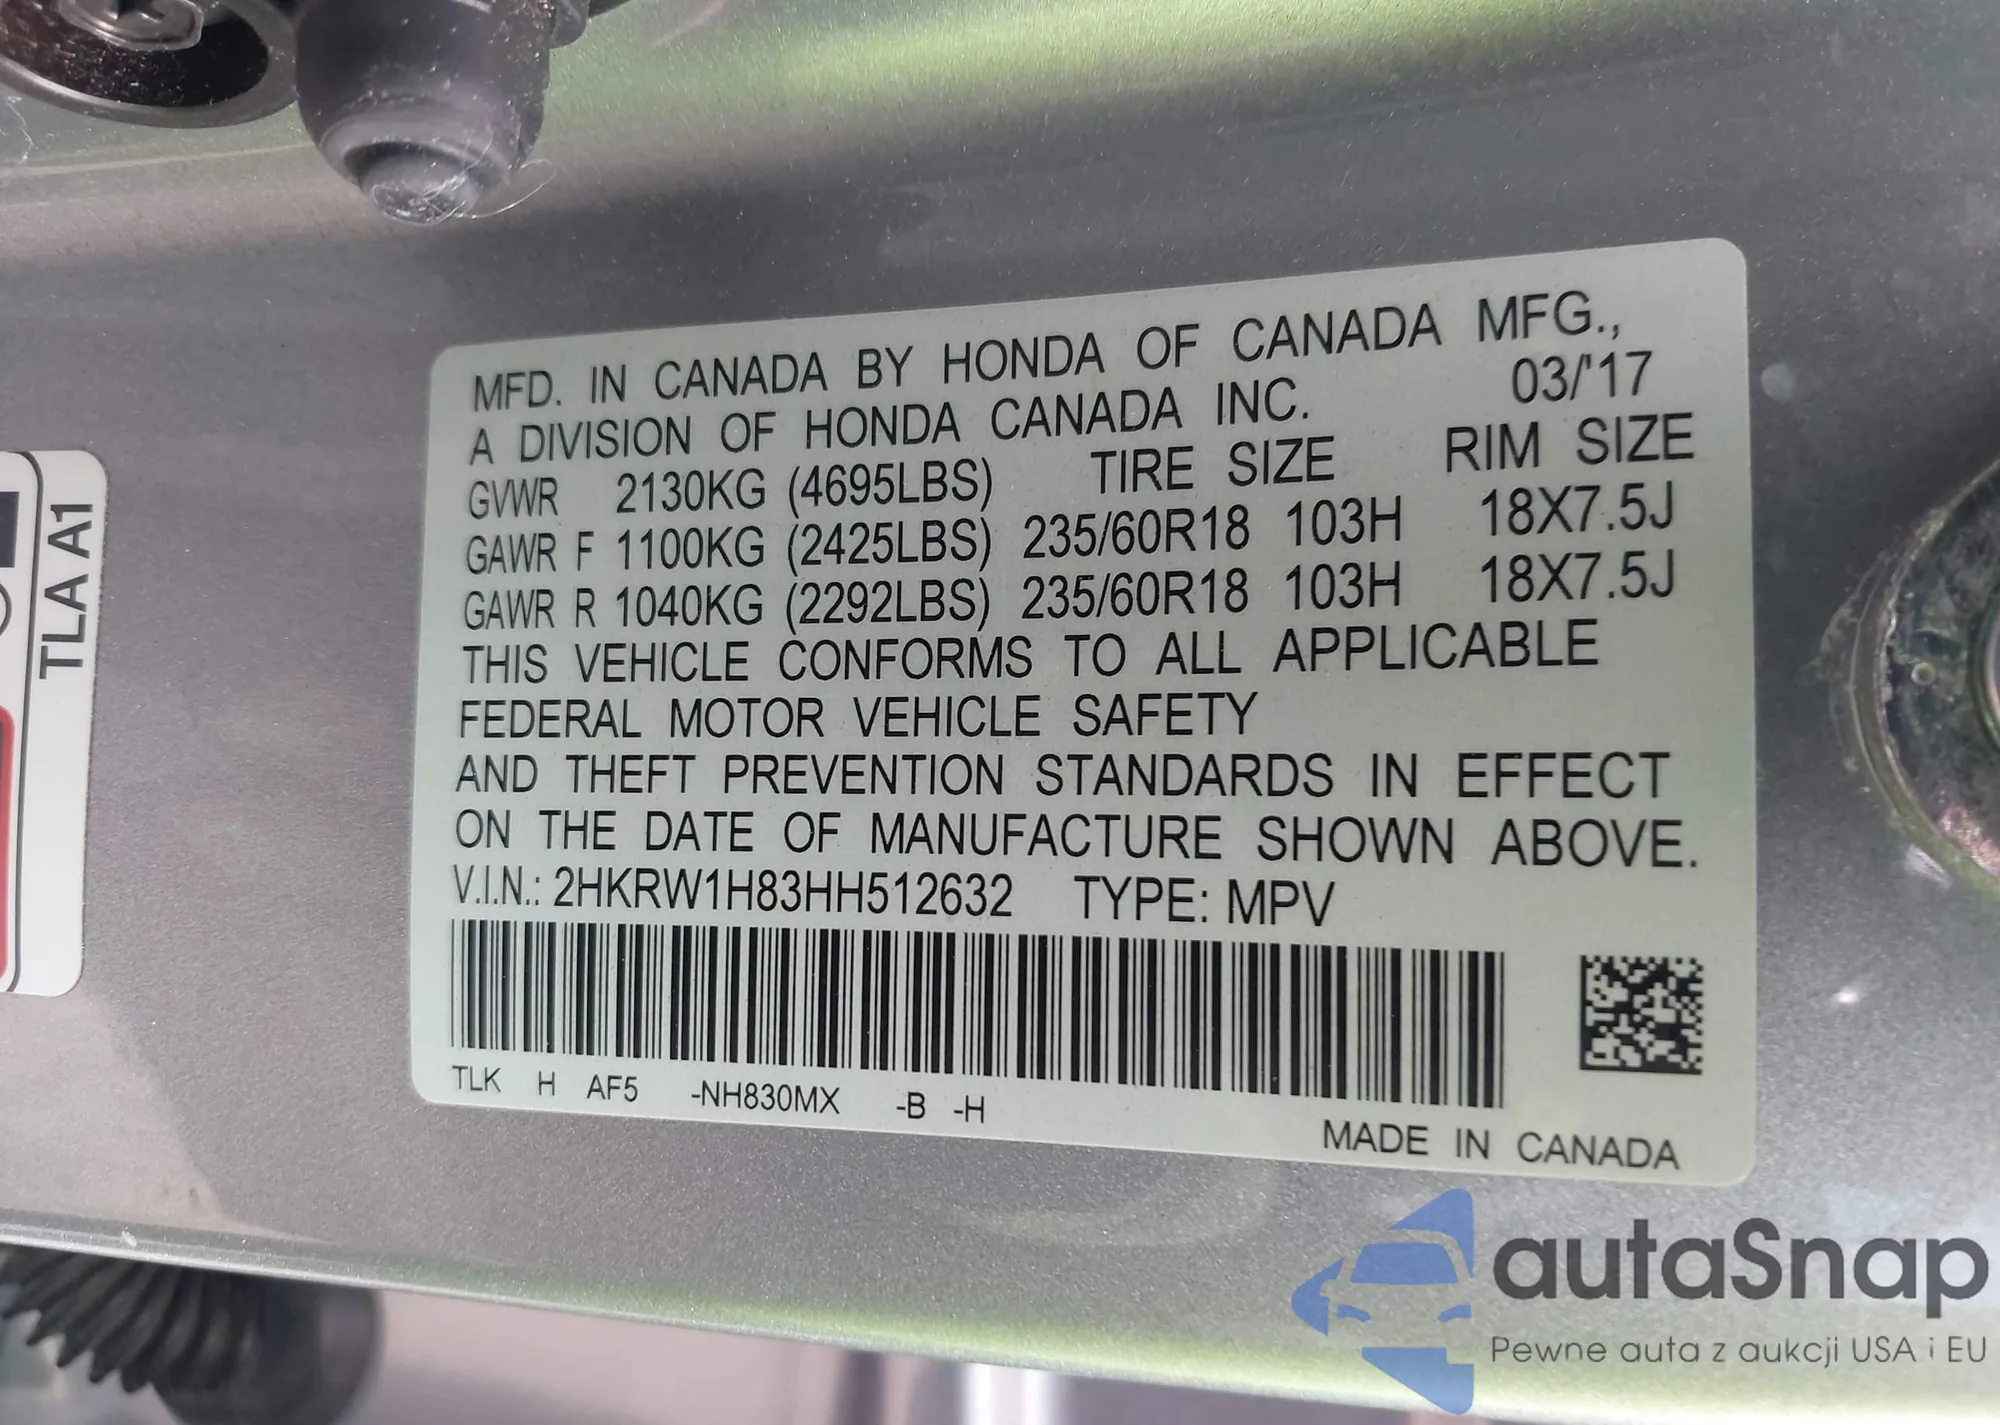 MFD. IN CANADA BY HONDA OF CANADA MFG.,
A DIVISION OF HONDA CANADA INC. 03/'17
GVWR 2130KG (4695LBS) TIRE SIZE RIM SIZE
GAWR F 1100KG (2425LBS) 235/60R18 103H 18X7.5J
GAWR R 1040KG (2292LBS) 235/60R18 103H 18X7.5J
THIS VEHICLE CONFORMS TO ALL APPLICABLE
FEDERAL MOTOR VEHICLE SAFETY
AND THEFT PREVENTION STANDARDS IN EFFECT
ON THE DATE OF MANUFACTURE SHOWN ABOVE.
V.I.N.: 2HKRW1H83HH512632 TYPE: MPV
TLK H AF5 -NH830MX -B -H
MADE IN CANADA
TLA A1
autaSnap
Pewne auta z aukcji USA i EU